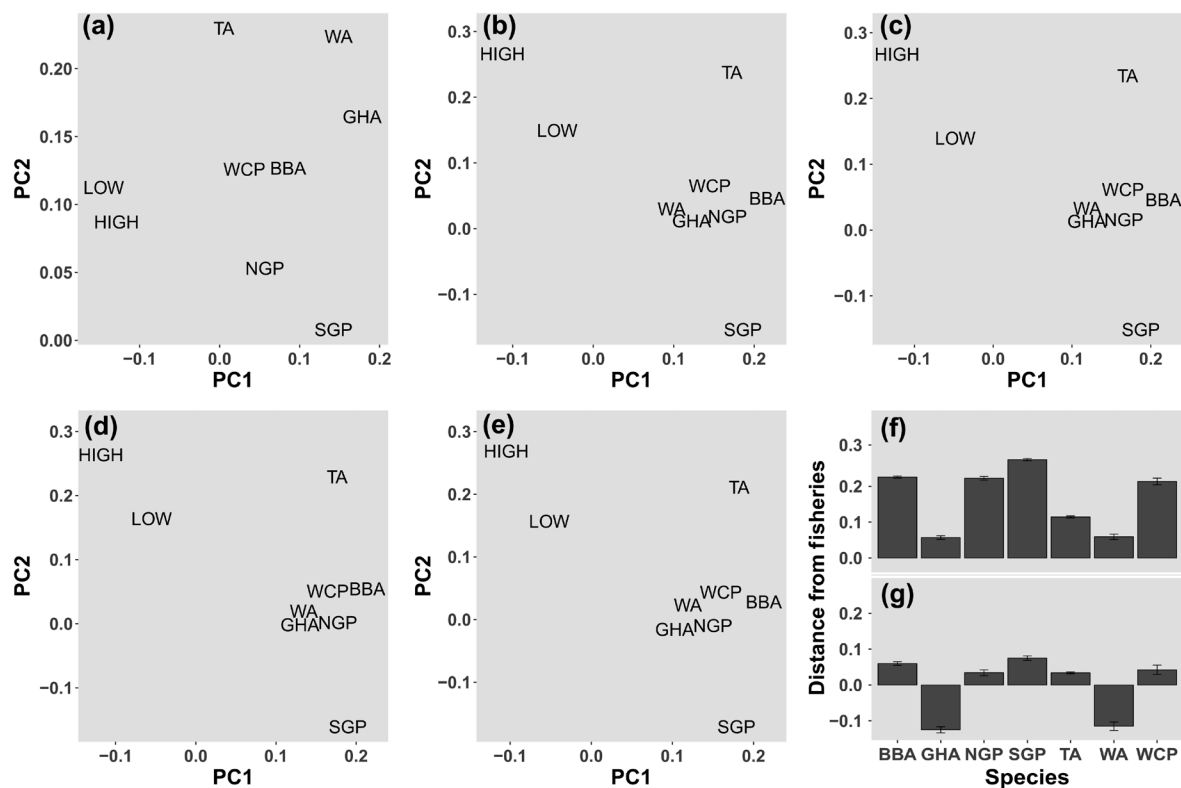 (a)
TA
WA
GHA
WCP BBA
LOW
HIGH
NGP
SGP
0.20
0.15
0.10
0.05
0.00
−0.1 0.0 0.1 0.2
PC1
PC2
(b)
HIGH
TA
LOW
WCP
BBA
WA
GHA
NGP
SGP
0.3
0.2
0.1
0.0
−0.1
−0.1 0.0 0.1 0.2
PC1
PC2
(c)
HIGH
TA
LOW
WCP
BBA
WA
GHA
NGP
SGP
0.3
0.2
0.1
0.0
−0.1
−0.1 0.0 0.1 0.2
PC1
PC2
(d)
HIGH
TA
LOW
WCP BBA
WA
GHA NGP
SGP
0.3
0.2
0.1
0.0
−0.1
−0.1 0.0 0.1 0.2
PC1
PC2
(e)
HIGH
TA
LOW
WCP
BBA
WA
GHA NGP
SGP
0.3
0.2
0.1
0.0
−0.1
−0.1 0.0 0.1 0.2
PC1
PC2
(f)
0.3
0.2
0.1
0.0
(g)
0.2
0.1
0.0
−0.1
Distance from fisheries
BBA GHA NGP SGP TA WA WCP
Species